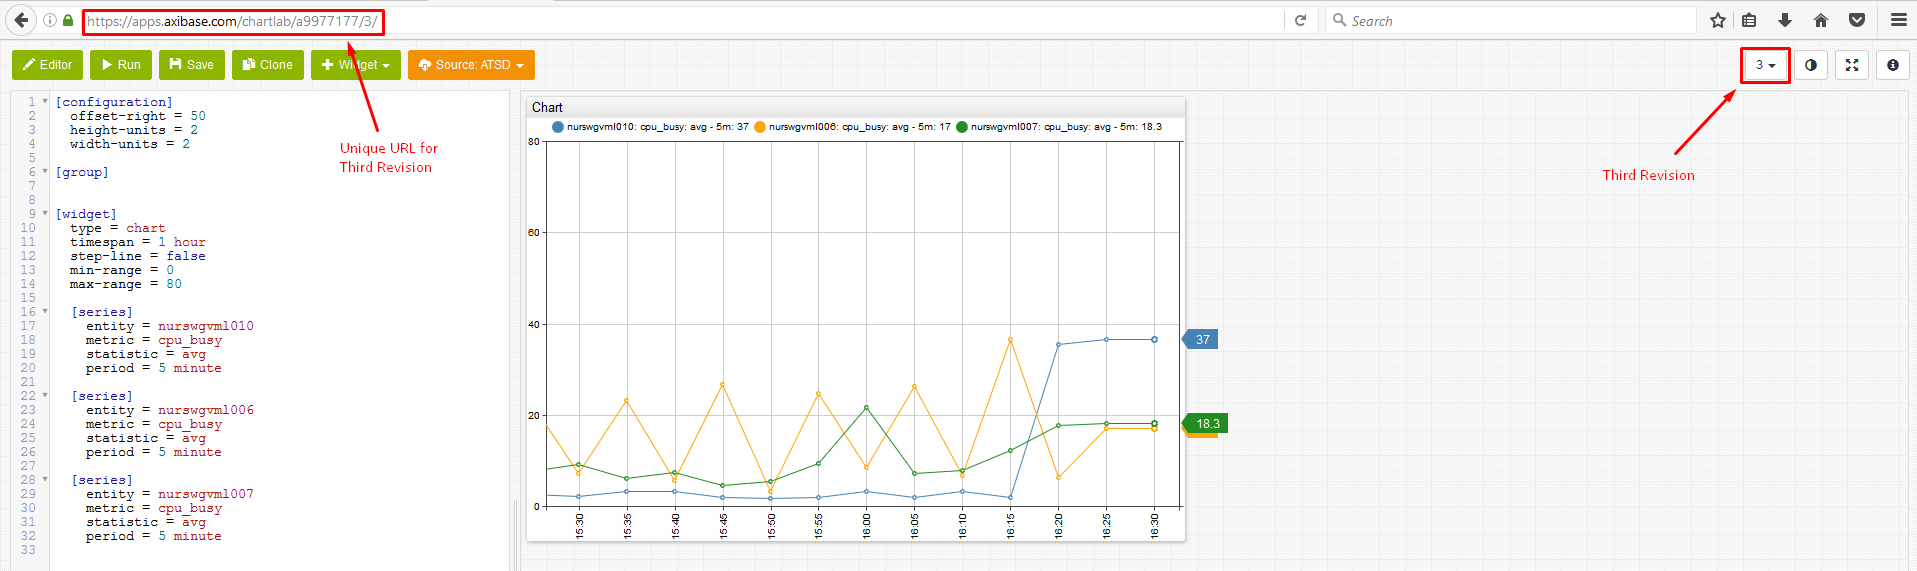 https://apps.axibase.com/chartlab/a9977177/3/
Search
Editor
Run
Save
Clone
Widget
Source: ATSD
3
1 [configuration]
2 offset-right = 50
3 height-units = 2
4 width-units = 2
5
6 [group]
7
8
9 [widget]
10 type = chart
11 timespan = 1 hour
12 step-line = false
13 min-range = 0
14 max-range = 80
15
16 [series]
17 entity = nurswgvml010
18 metric = cpu_busy
19 statistic = avg
20 period = 5 minute
21
22 [series]
23 entity = nurswgvml006
24 metric = cpu_busy
25 statistic = avg
26 period = 5 minute
27
28 [series]
29 entity = nurswgvml007
30 metric = cpu_busy
31 statistic = avg
32 period = 5 minute
33
Unique URL for
Third Revision
Third Revision
Chart
nurswgvml010: cpu_busy: avg - 5m: 37
nurswgvml006: cpu_busy: avg - 5m: 17
nurswgvml007: cpu_busy: avg - 5m: 18.3
80
60
40
20
0
37
18.3
15:30
15:35
15:40
15:45
15:50
15:55
16:00
16:05
16:10
16:15
16:20
16:25
16:30